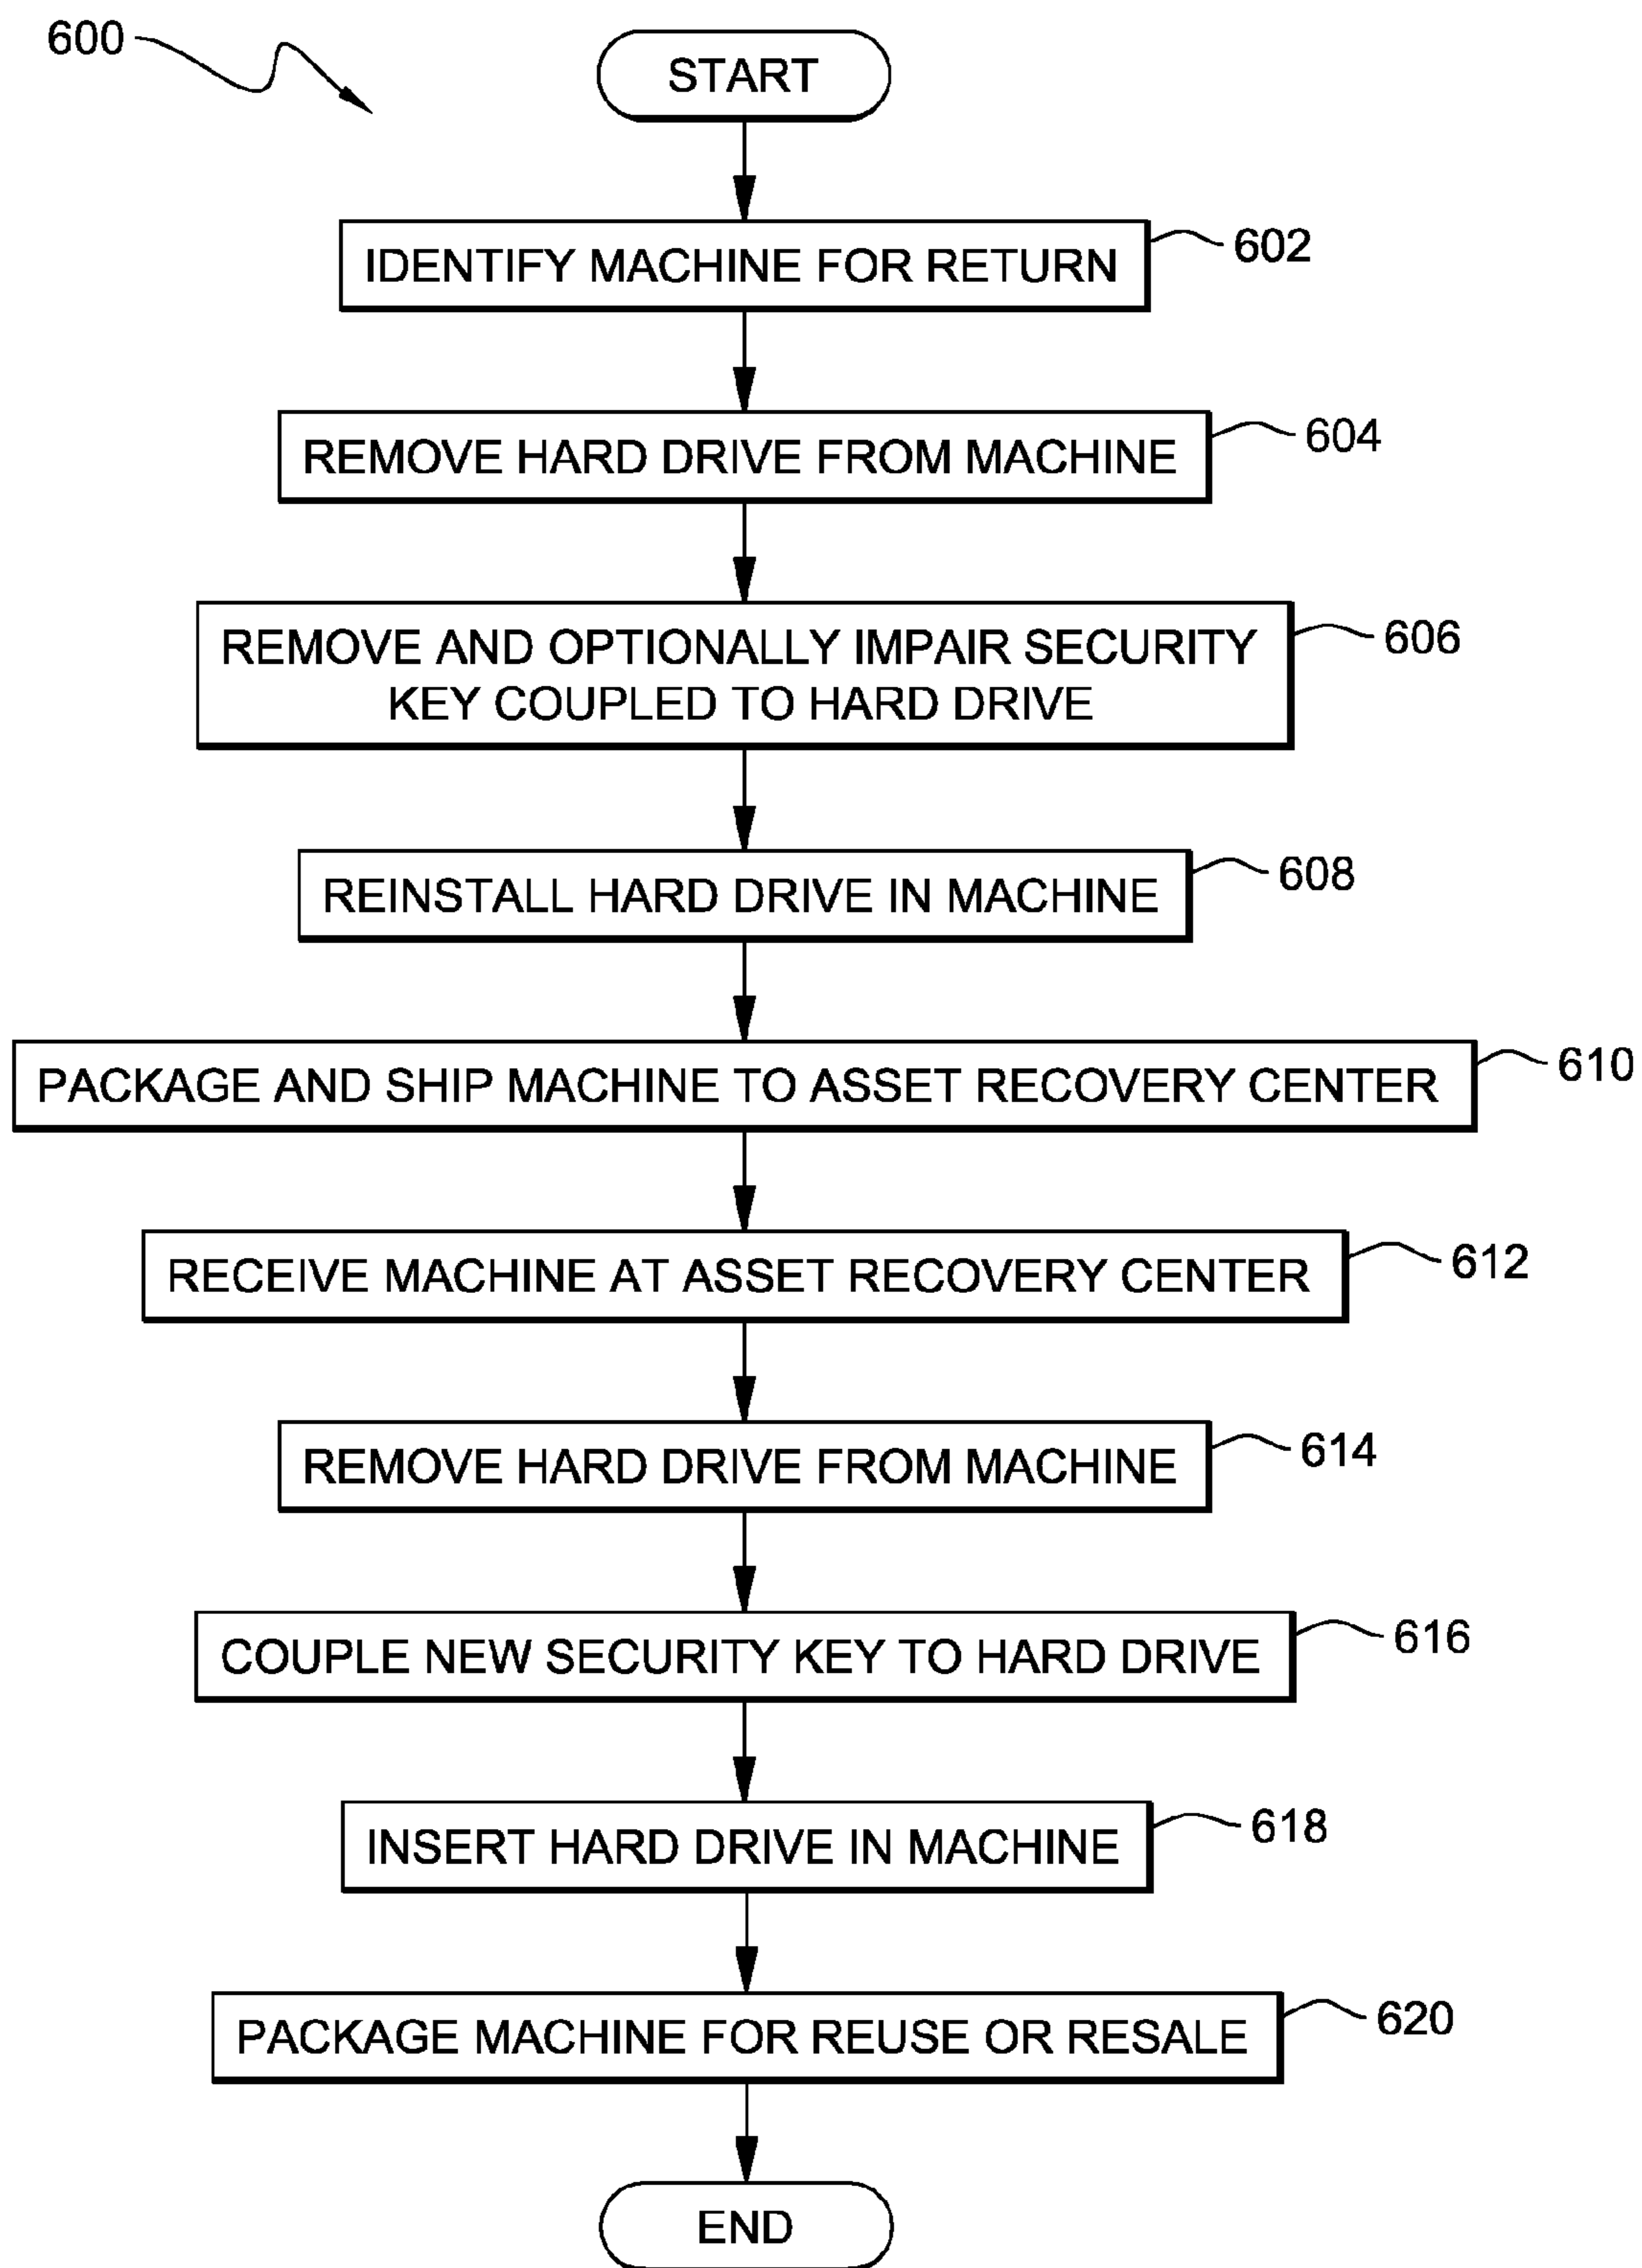 600
START
IDENTIFY MACHINE FOR RETURN
602
REMOVE HARD DRIVE FROM MACHINE
604
REMOVE AND OPTIONALLY IMPAIR SECURITY
KEY COUPLED TO HARD DRIVE
606
REINSTALL HARD DRIVE IN MACHINE
608
PACKAGE AND SHIP MACHINE TO ASSET RECOVERY CENTER
610
RECEIVE MACHINE AT ASSET RECOVERY CENTER
612
REMOVE HARD DRIVE FROM MACHINE
614
COUPLE NEW SECURITY KEY TO HARD DRIVE
616
INSERT HARD DRIVE IN MACHINE
618
PACKAGE MACHINE FOR REUSE OR RESALE
620
END